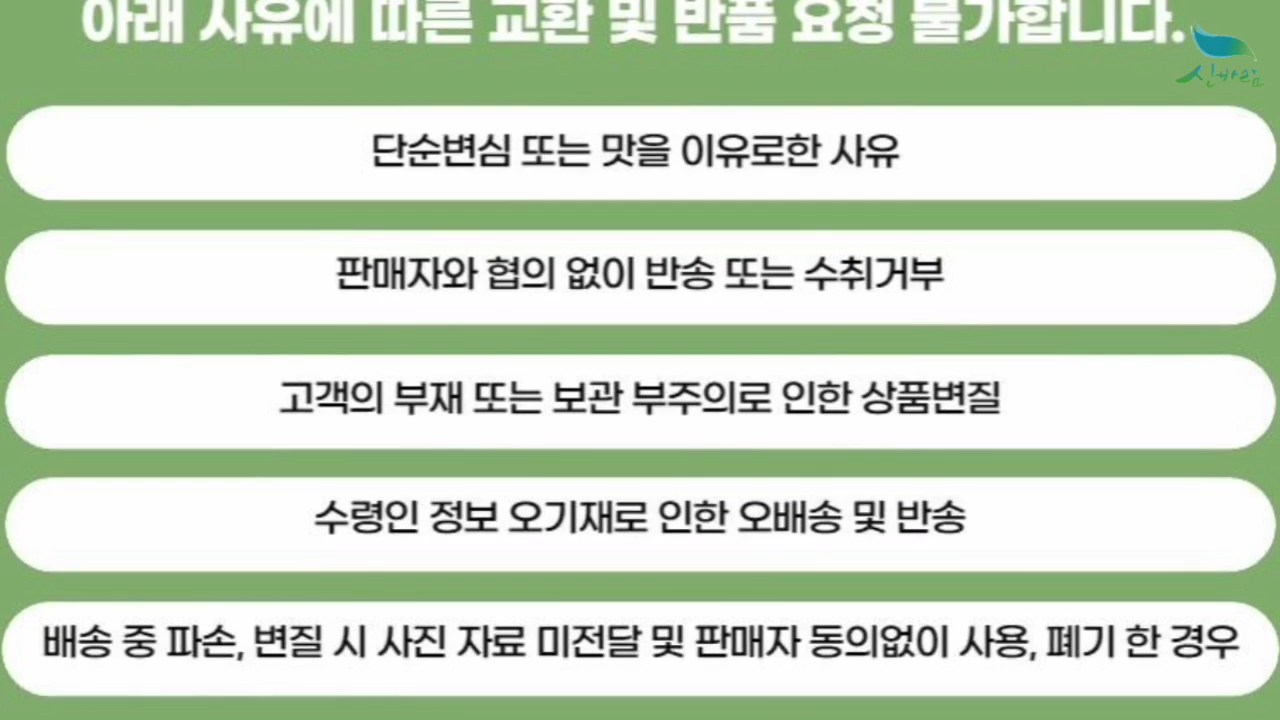 아래 사유에 따른 교환 및 반품 요청 불가합니다.
신바람
단순변심 또는 맛을 이유로한 사유
판매자와 협의 없이 반송 또는 수취거부
고객의 부재 또는 보관 부주의로 인한 상품변질
수령인 정보 오기재로 인한 오배송 및 반송
배송 중 파손, 변질 시 사진 자료 미전달 및 판매자 동의없이 사용, 폐기 한 경우